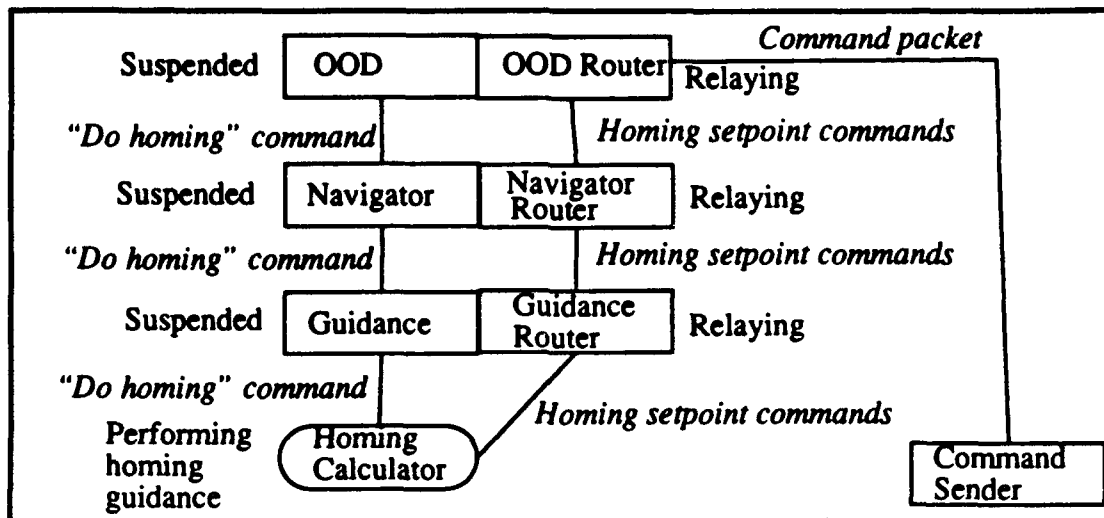 Command packet
Suspended OOD OOD Router Relaying
“Do homing” command Homing setpoint commands
Suspended Navigator Navigator Router Relaying
“Do homing” command Homing setpoint commands
Suspended Guidance Guidance Router Relaying
“Do homing” command Homing setpoint commands
Performing
homing
guidance
Homing
Calculator
Command
Sender